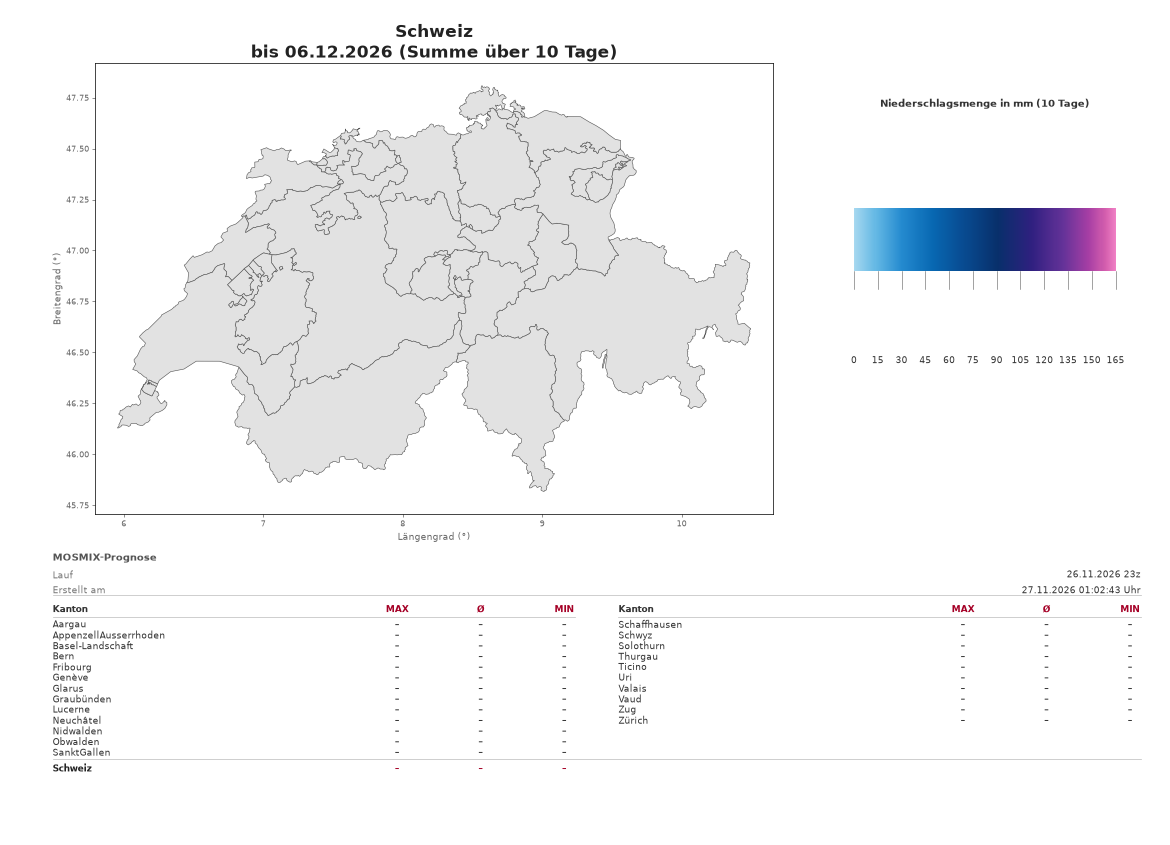 Schweiz
bis 06.12.2026 (Summe über 10 Tage)
Niederschlagsmenge in mm (10 Tage)
47.75
47.50
47.25
47.00
46.75
46.50
46.25
46.00
45.75
Breitengrad (°)
6 7 8 9 10
Längengrad (°)
0 15 30 45 60 75 90 105 120 135 150 165
MOSMIX-Prognose
Lauf 26.11.2026 23z
Erstellt am 27.11.2026 01:02:43 Uhr
Kanton MAX Ø MIN Kanton MAX Ø MIN
Aargau – – – Schaffhausen – – –
AppenzellAusserrhoden – – – Schwyz – – –
Basel-Landschaft – – – Solothurn – – –
Bern – – – Thurgau – – –
Fribourg – – – Ticino – – –
Genève – – – Uri – – –
Glarus – – – Valais – – –
Graubünden – – – Vaud – – –
Lucerne – – – Zug – – –
Neuchâtel – – – Zürich – – –
Nidwalden – – –
Obwalden – – –
SanktGallen – – –
Schweiz – – –